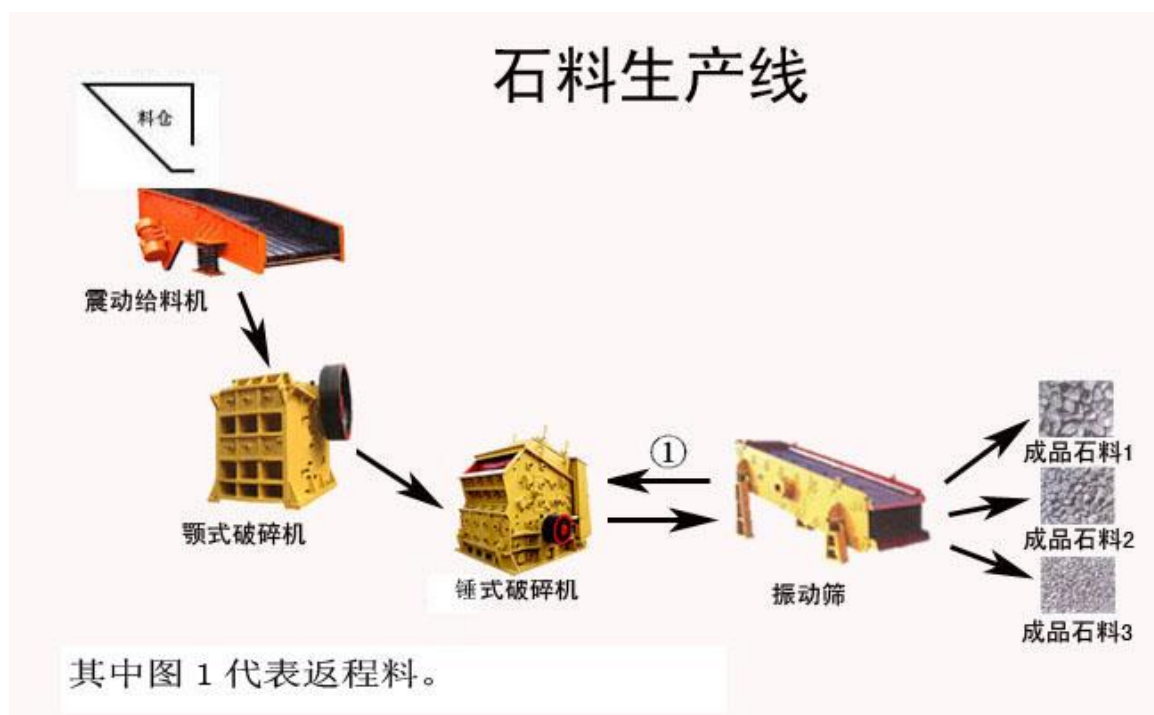 石料生产线
料仓
震动给料机
颚式破碎机
锤式破碎机
①
振动筛
成品石料1
成品石料2
成品石料3
其中图 1 代表返程料。